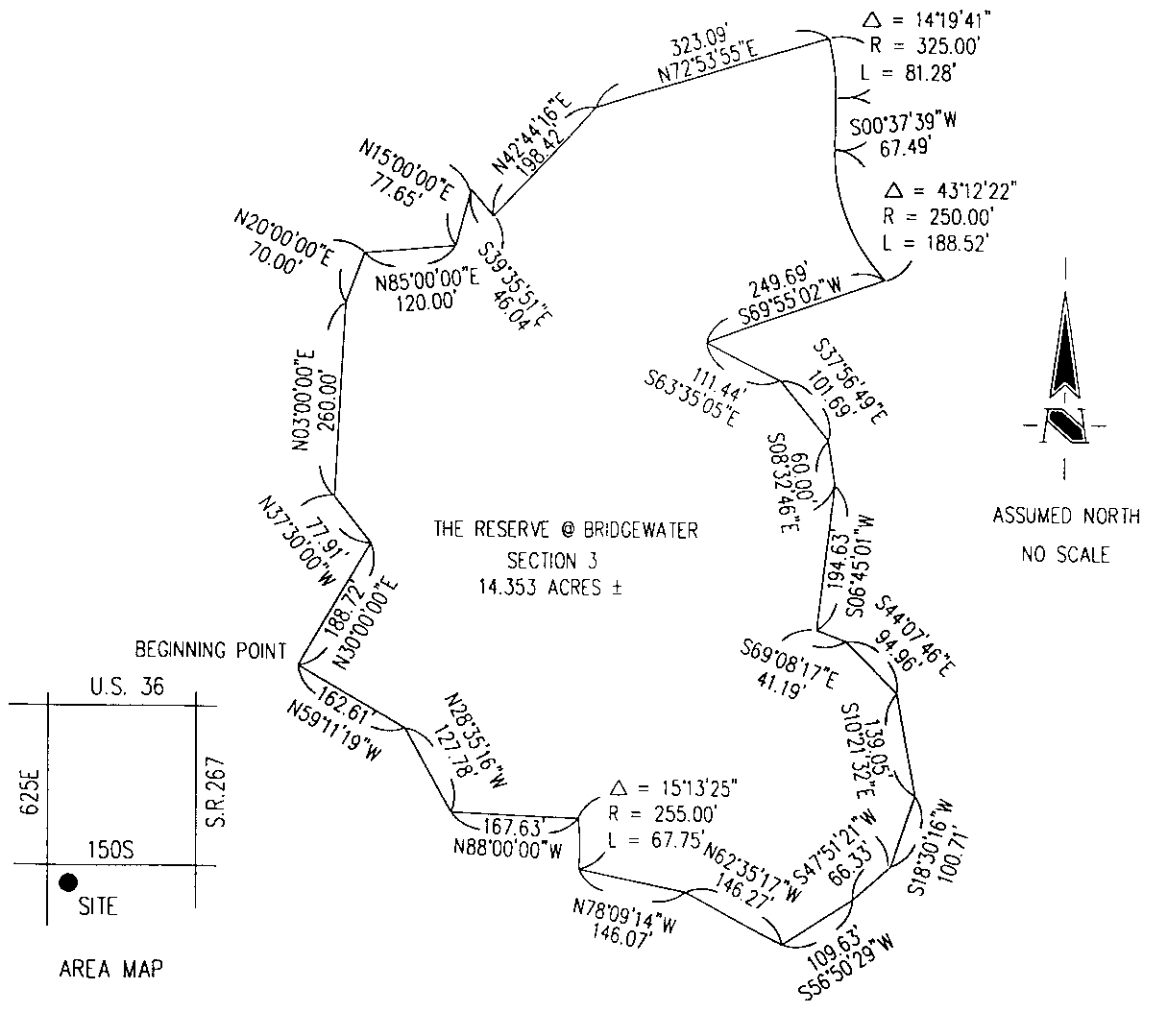 Δ = 14°19'41"
R = 325.00'
L = 81.28'
323.09'
N72°53'55"E
S00°37'39"W
67.49'
N42°44'16"E
198.42'
N15°00'00"E
77.65'
Δ = 43°12'22"
R = 250.00'
L = 188.52'
N20°00'00"E
70.00'
N85°00'00"E
120.00'
S39°35'51"E
46.04'
249.69'
S69°55'02"W
S37°56'49"E
101.69'
111.44'
S63°35'05"E
N03°00'00"E
260.00'
60.00'
S08°32'46"E
N
ASSUMED NORTH
NO SCALE
77.91'
N37°30'00"W
THE RESERVE @ BRIDGEWATER
SECTION 3
14.353 ACRES ±
194.63'
S06°45'01"W
188.72'
N30°00'00"E
S44°07'46"E
94.96'
BEGINNING POINT
S69°08'17"E
41.19'
U.S. 36
162.61'
N59°11'19"W
N28°35'16"W
127.78'
139.05'
S10°21'32"E
625E
S.R.267
Δ = 15°13'25"
R = 255.00'
L = 67.75'
167.63'
N88°00'00"W
150S
SITE
N62°35'17"W
146.27'
S47°51'21"W
66.33'
S18°30'16"W
100.71'
N78°09'14"W
146.07'
109.63'
S56°50'29"W
AREA MAP